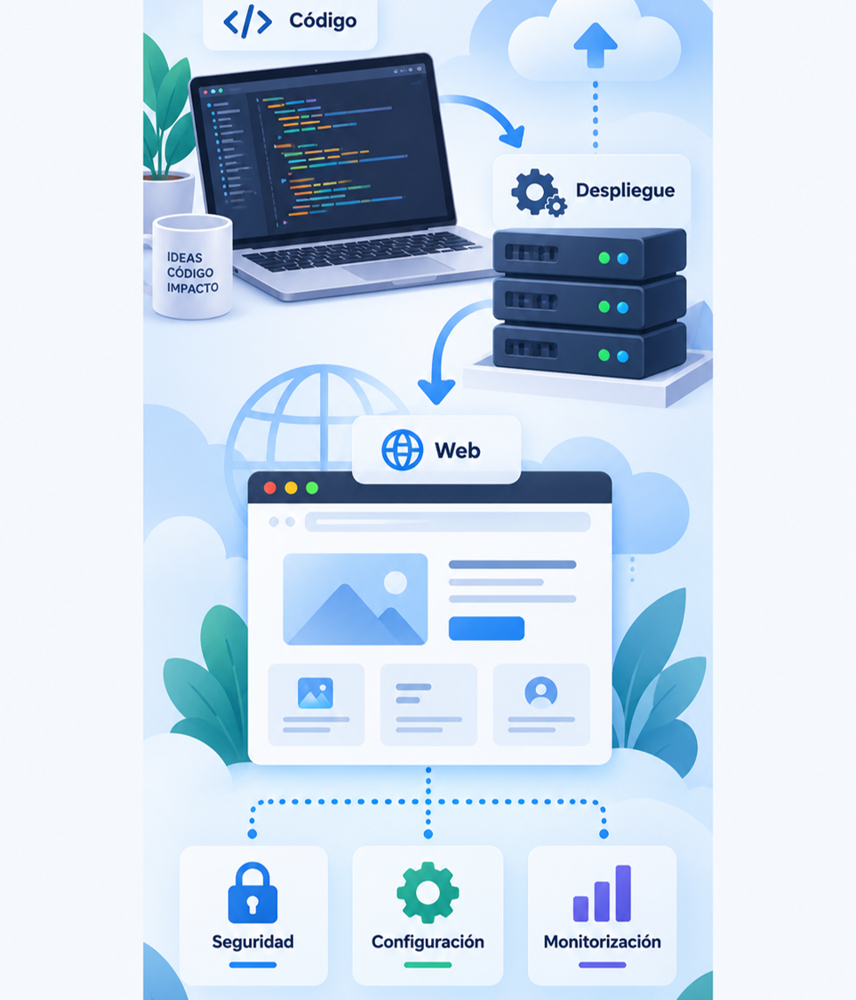 Código
Despliegue
IDEAS
CÓDIGO
IMPACTO
Web
Seguridad
Configuración
Monitorización